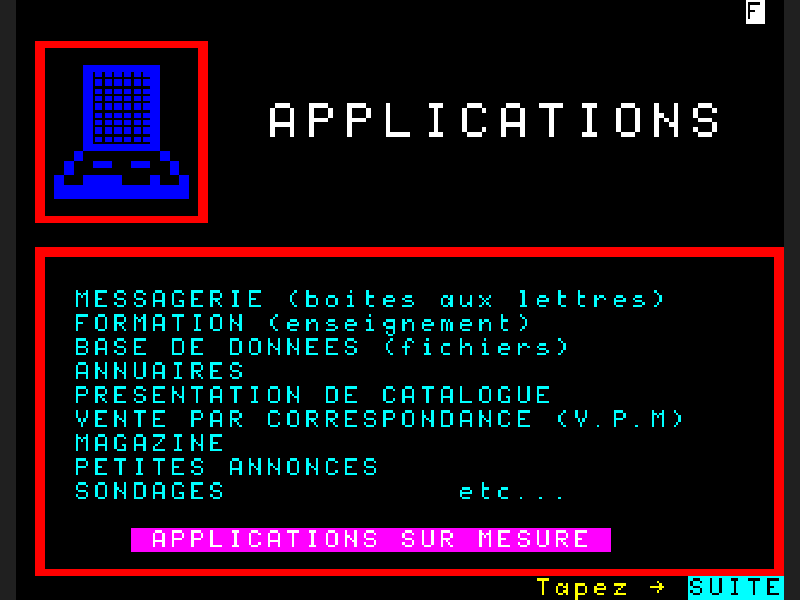 F
APPLICATIONS
MESSAGERIE (boites aux lettres)
FORMATION (enseignement)
BASE DE DONNEES (fichiers)
ANNUAIRES
PRESENTATION DE CATALOGUE
VENTE PAR CORRESPONDANCE (V.P.M)
MAGAZINE
PETITES ANNONCES
SONDAGES etc...
APPLICATIONS SUR MESURE
Tapez → SUITE